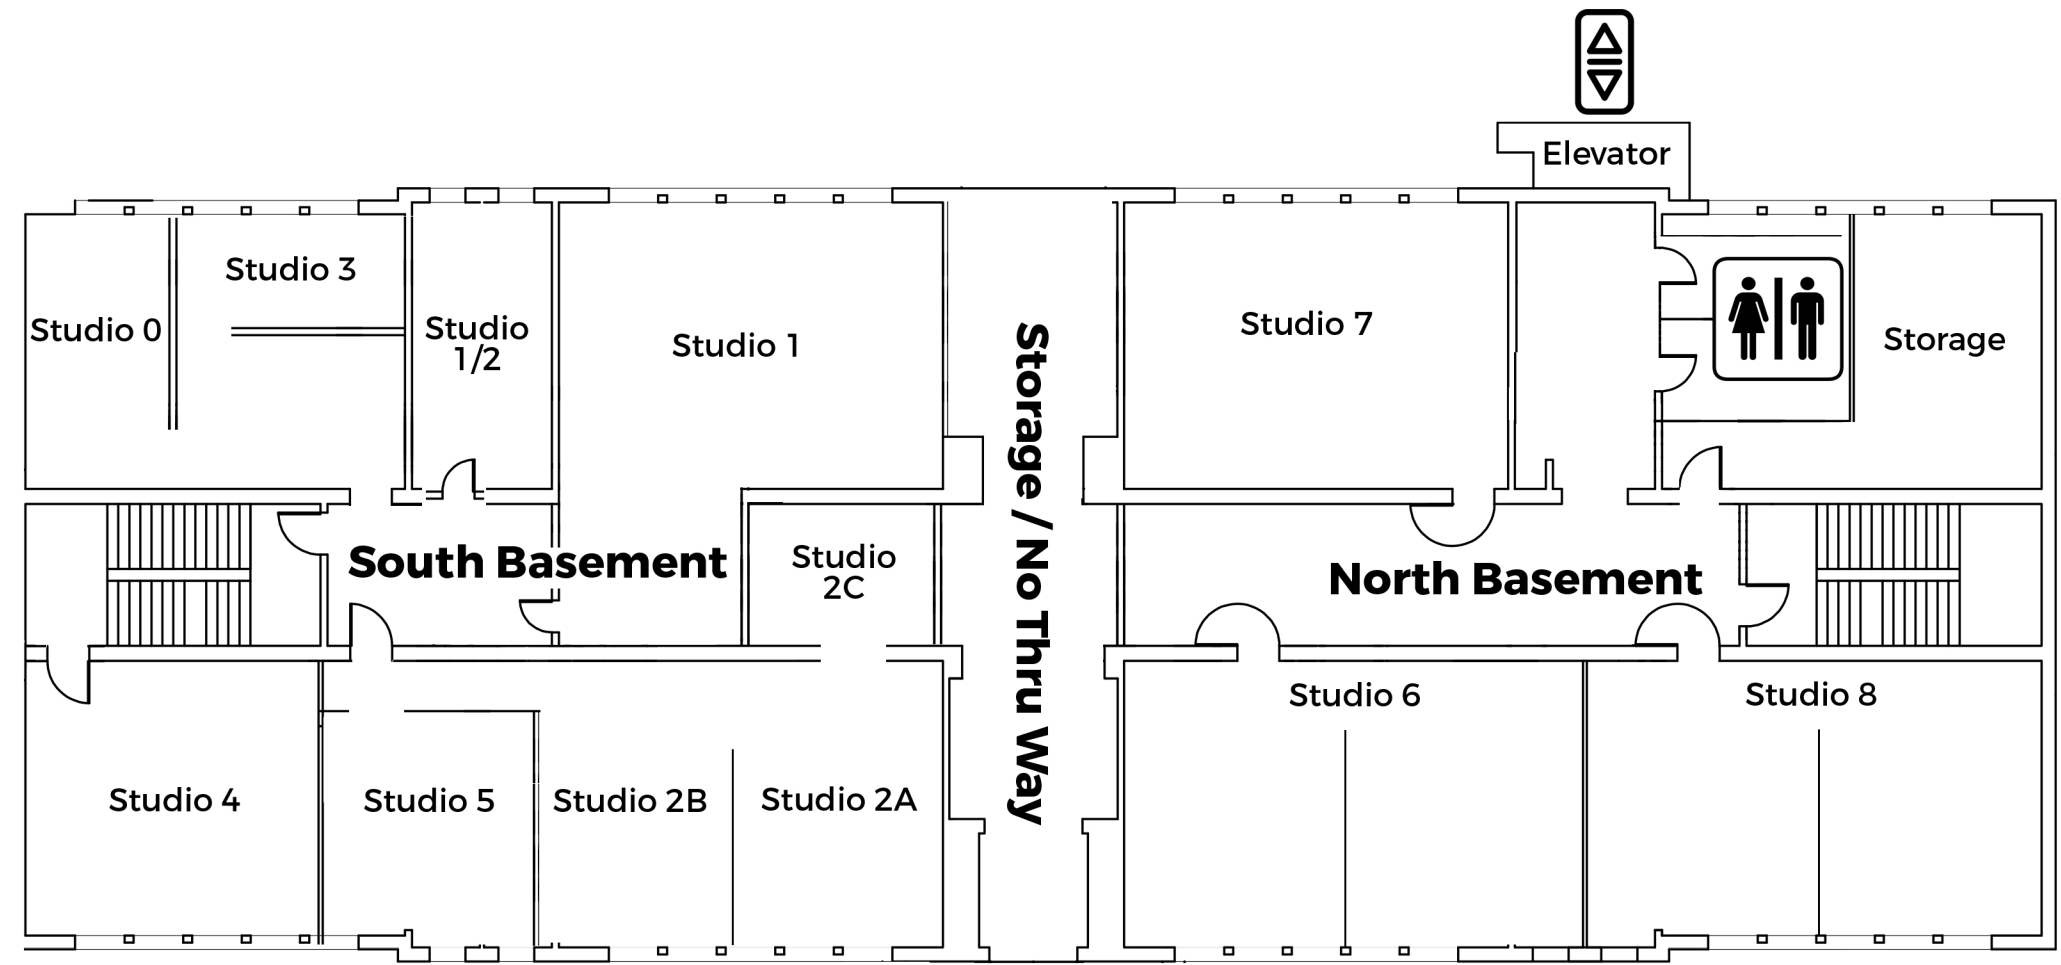 Elevator
Studio 3
Studio 0
Studio
1/2
Studio 1
Studio 7
Storage
Storage / No Thru Way
South Basement
Studio
2C
North Basement
Studio 6
Studio 8
Studio 4
Studio 5
Studio 2B
Studio 2A